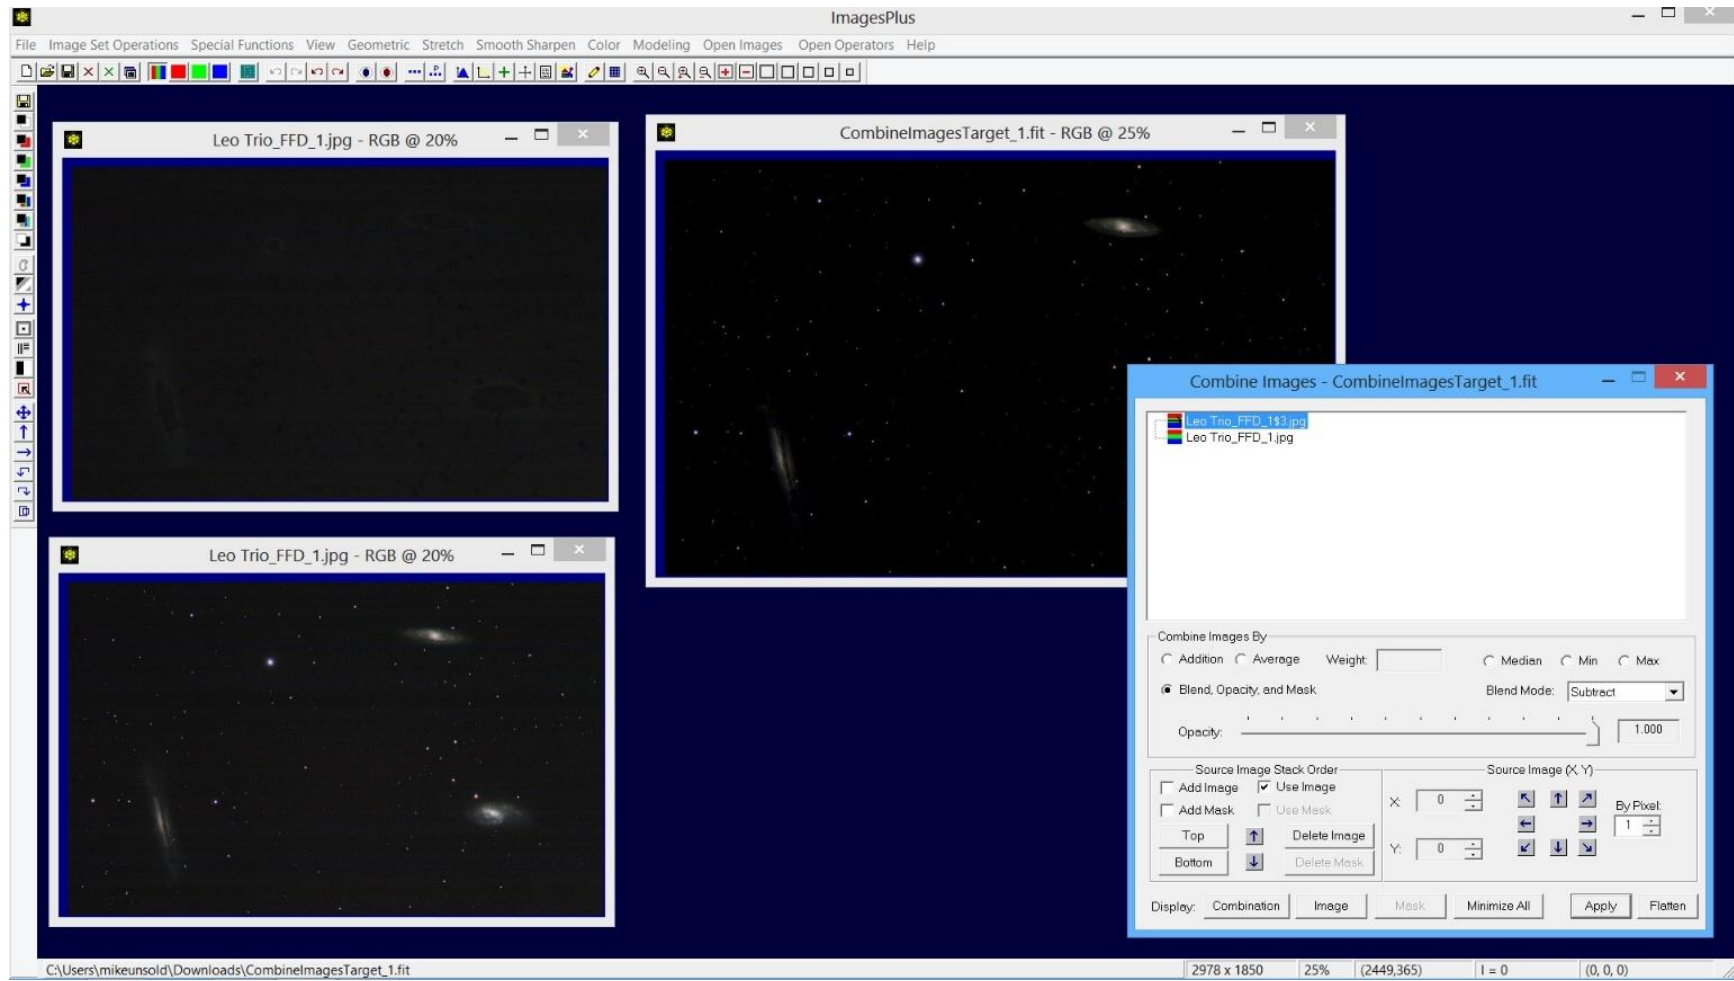 ImagesPlus
File Image Set Operations Special Functions View Geometric Stretch Smooth Sharpen Color Modeling Open Images Open Operators Help
Leo Trio_FFD_1.jpg - RGB @ 20%
CombineImagesTarget_1.fit - RGB @ 25%
Leo Trio_FFD_1.jpg - RGB @ 20%
Combine Images - CombineImagesTarget_1.fit
Leo Trio_FFD_1$3.jpg
Leo Trio_FFD_1.jpg
Combine Images By
Addition Average Weight: Median Min Max
Blend, Opacity, and Mask Blend Mode: Subtract
Opacity: 1.000
Source Image Stack Order Source Image (X, Y)
Add Image Use Image
X: 0 By Pixel:
Add Mask Use Mask 1
Top Delete Image
Y: 0
Bottom Delete Mask
Display: Combination Image Mask Minimize All Apply Flatten
C:\Users\mikeunsold\Downloads\CombineImagesTarget_1.fit 2978 x 1850 25% (2449,365) I = 0 (0, 0, 0)